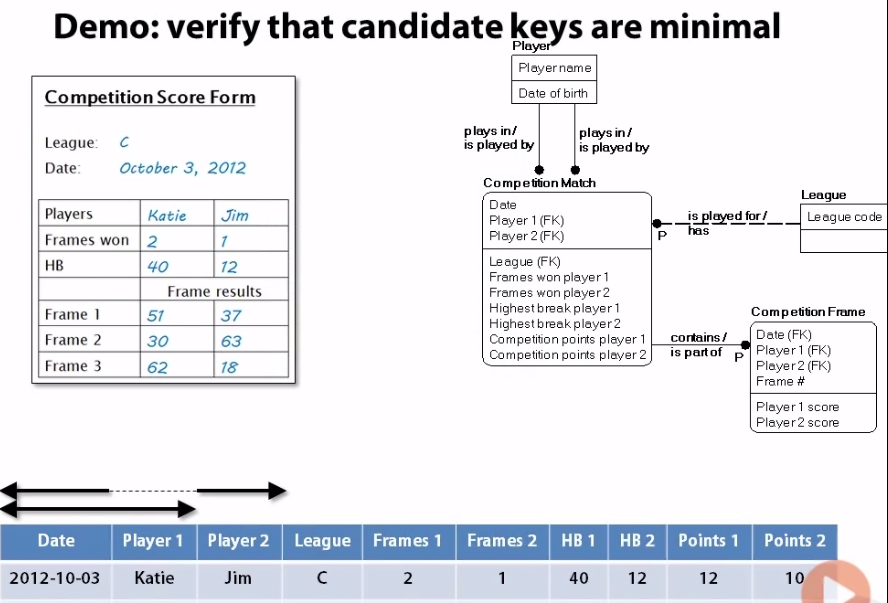 Demo: verify that candidate keys are minimal
Competition Score Form
League: C
Date: October 3, 2012
Players Katie Jim
Frames won 2 1
HB 40 12
Frame results
Frame 1 51 37
Frame 2 30 63
Frame 3 62 18
Player
Player name
Date of birth
plays in /
is played by
plays in /
is played by
Competition Match
Date
Player 1 (FK)
Player 2 (FK)
League (FK)
Frames won player 1
Frames won player 2
Highest break player 1
Highest break player 2
Competition points player 1
Competition points player 2
is played for /
has
P
League
League code
contains /
is part of
P
Competition Frame
Date (FK)
Player 1 (FK)
Player 2 (FK)
Frame #
Player 1 score
Player 2 score
Date Player 1 Player 2 League Frames 1 Frames 2 HB 1 HB 2 Points 1 Points 2
2012-10-03 Katie Jim C 2 1 40 12 12 10